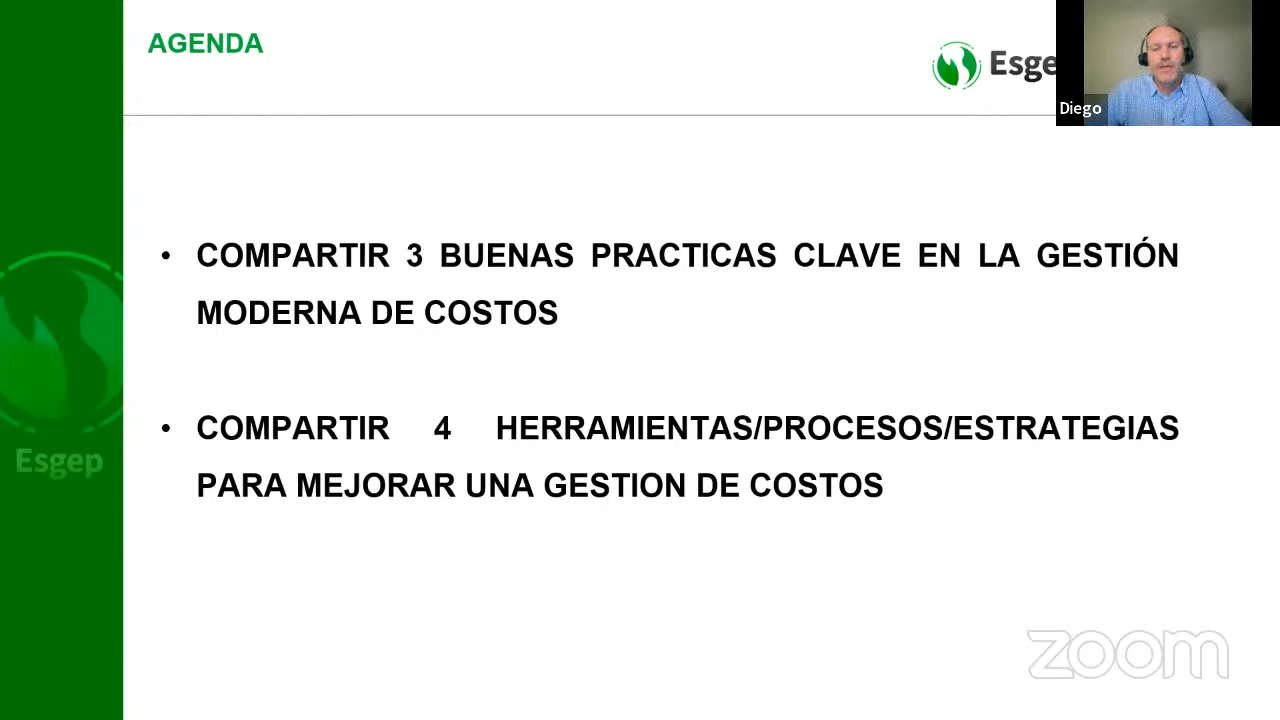 AGENDA
Esge
Diego
• COMPARTIR 3 BUENAS PRACTICAS CLAVE EN LA GESTIÓN
MODERNA DE COSTOS
• COMPARTIR 4 HERRAMIENTAS/PROCESOS/ESTRATEGIAS
PARA MEJORAR UNA GESTION DE COSTOS
Esgep
zoom